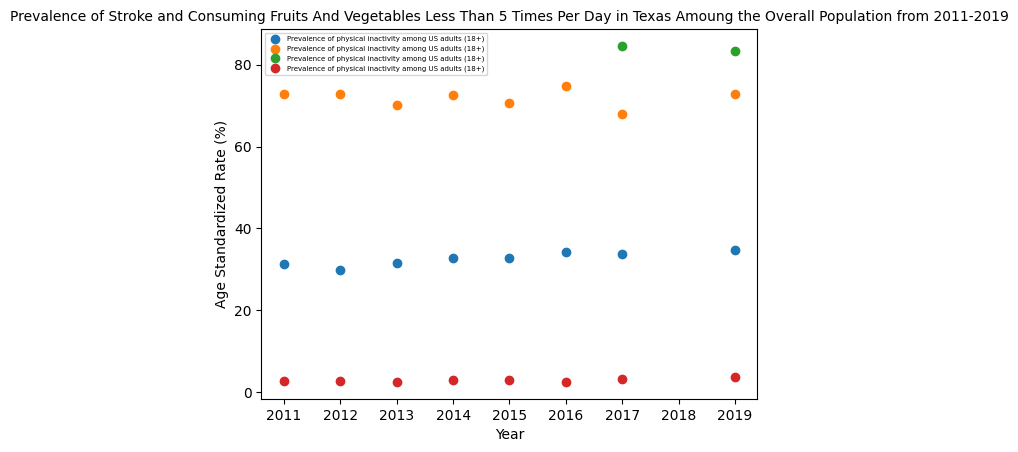 Prevalence of Stroke and Consuming Fruits And Vegetables Less Than 5 Times Per Day in Texas Amoung the Overall Population from 2011-2019
Prevalence of physical inactivity among US adults (18+)
Prevalence of physical inactivity among US adults (18+)
Prevalence of physical inactivity among US adults (18+)
Prevalence of physical inactivity among US adults (18+)
Age Standardized Rate (%)
80
60
40
20
0
2011 2012 2013 2014 2015 2016 2017 2018 2019
Year